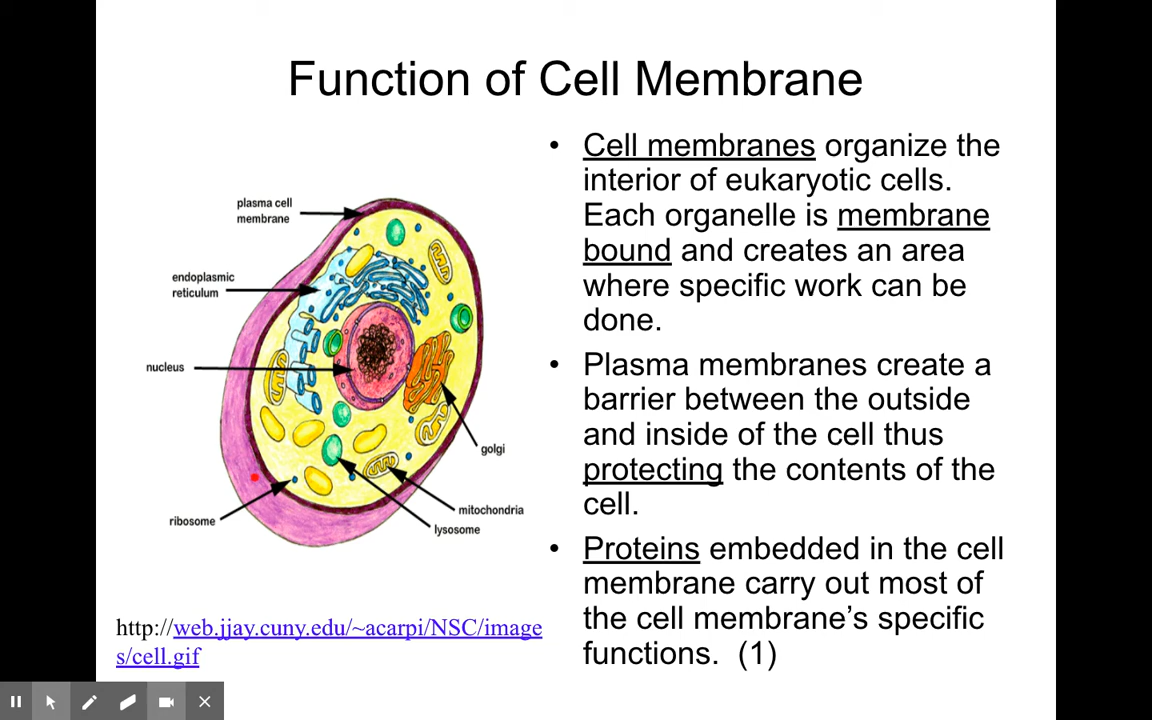 Function of Cell Membrane
plasma cell
membrane
endoplasmic
reticulum
nucleus
ribosome
golgi
mitochondria
lysosome
http://web.jjay.cuny.edu/~acarpi/NSC/image
s/cell.gif
• Cell membranes organize the
interior of eukaryotic cells.
Each organelle is membrane
bound and creates an area
where specific work can be
done.
• Plasma membranes create a
barrier between the outside
and inside of the cell thus
protecting the contents of the
cell.
• Proteins embedded in the cell
membrane carry out most of
the cell membrane’s specific
functions.  (1)